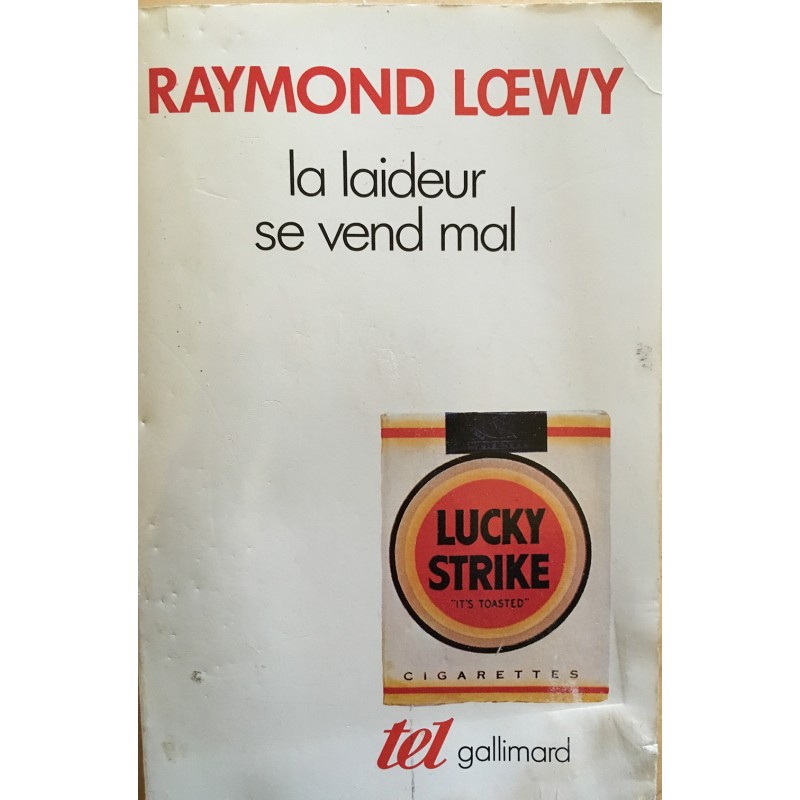 RAYMOND LŒWY
la laideur
se vend mal
LUCKY
STRIKE
"IT'S TOASTED"
CIGARETTES
tel gallimard